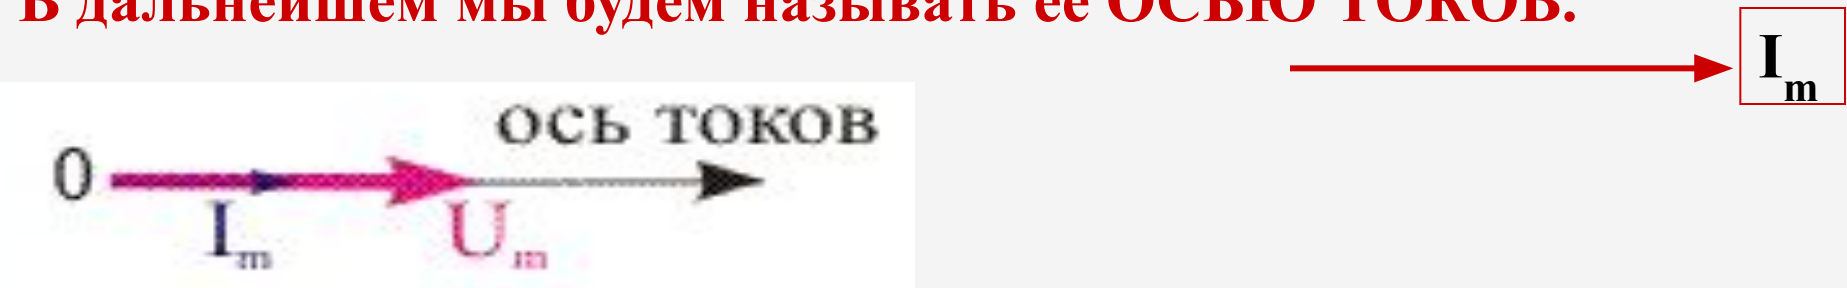 В дальнейшем мы будем называть ее ОСЬЮ ТОКОВ.
I m
ось токов
0
I m U m